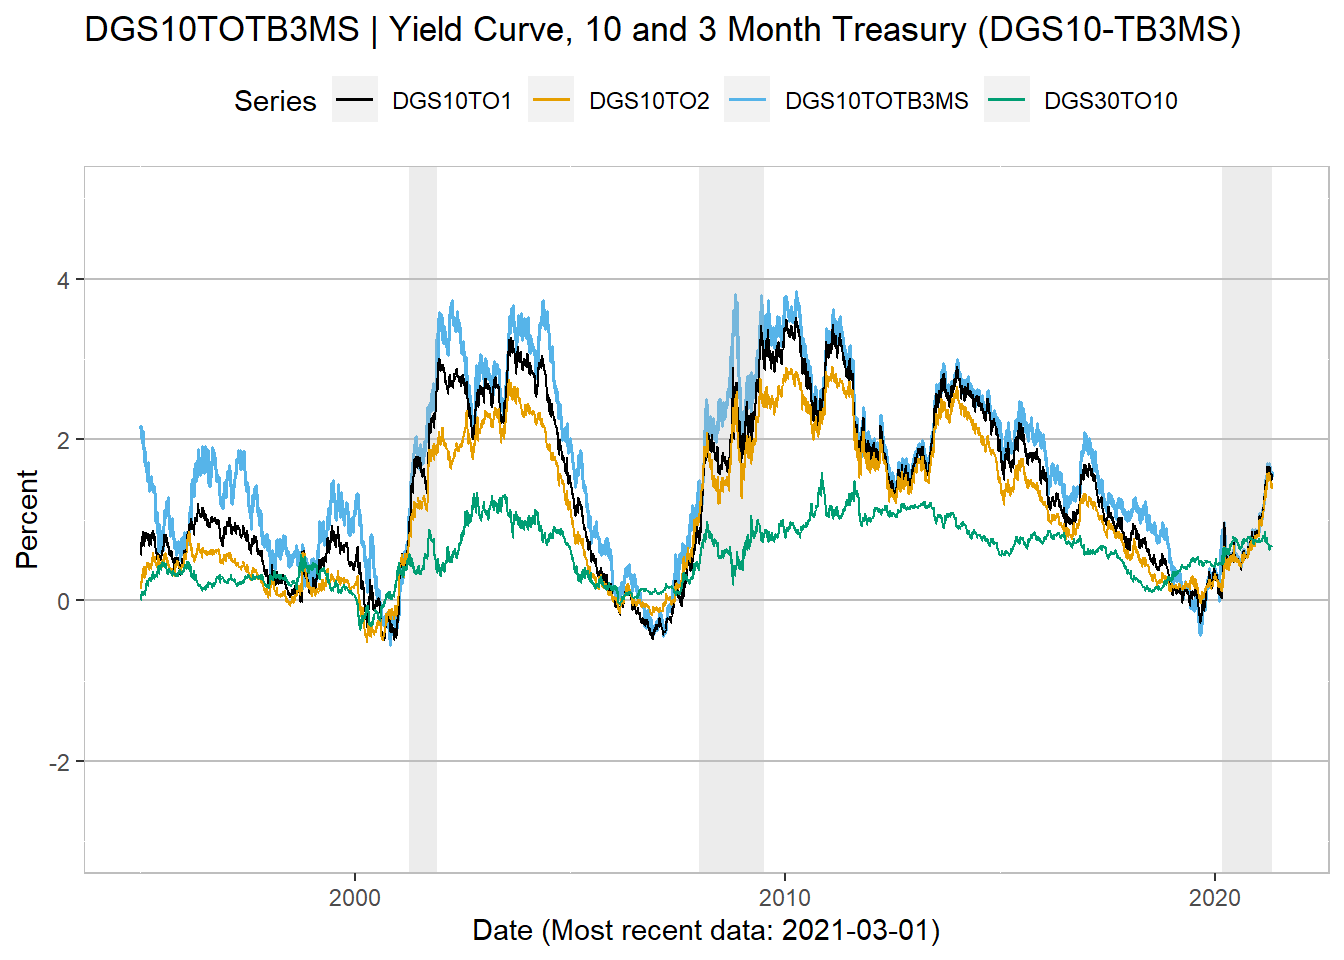 DGS10TOTB3MS | Yield Curve, 10 and 3 Month Treasury (DGS10-TB3MS)
Series DGS10TO1 DGS10TO2 DGS10TOTB3MS DGS30TO10
Percent
4
2
0
-2
2000 2010 2020
Date (Most recent data: 2021-03-01)